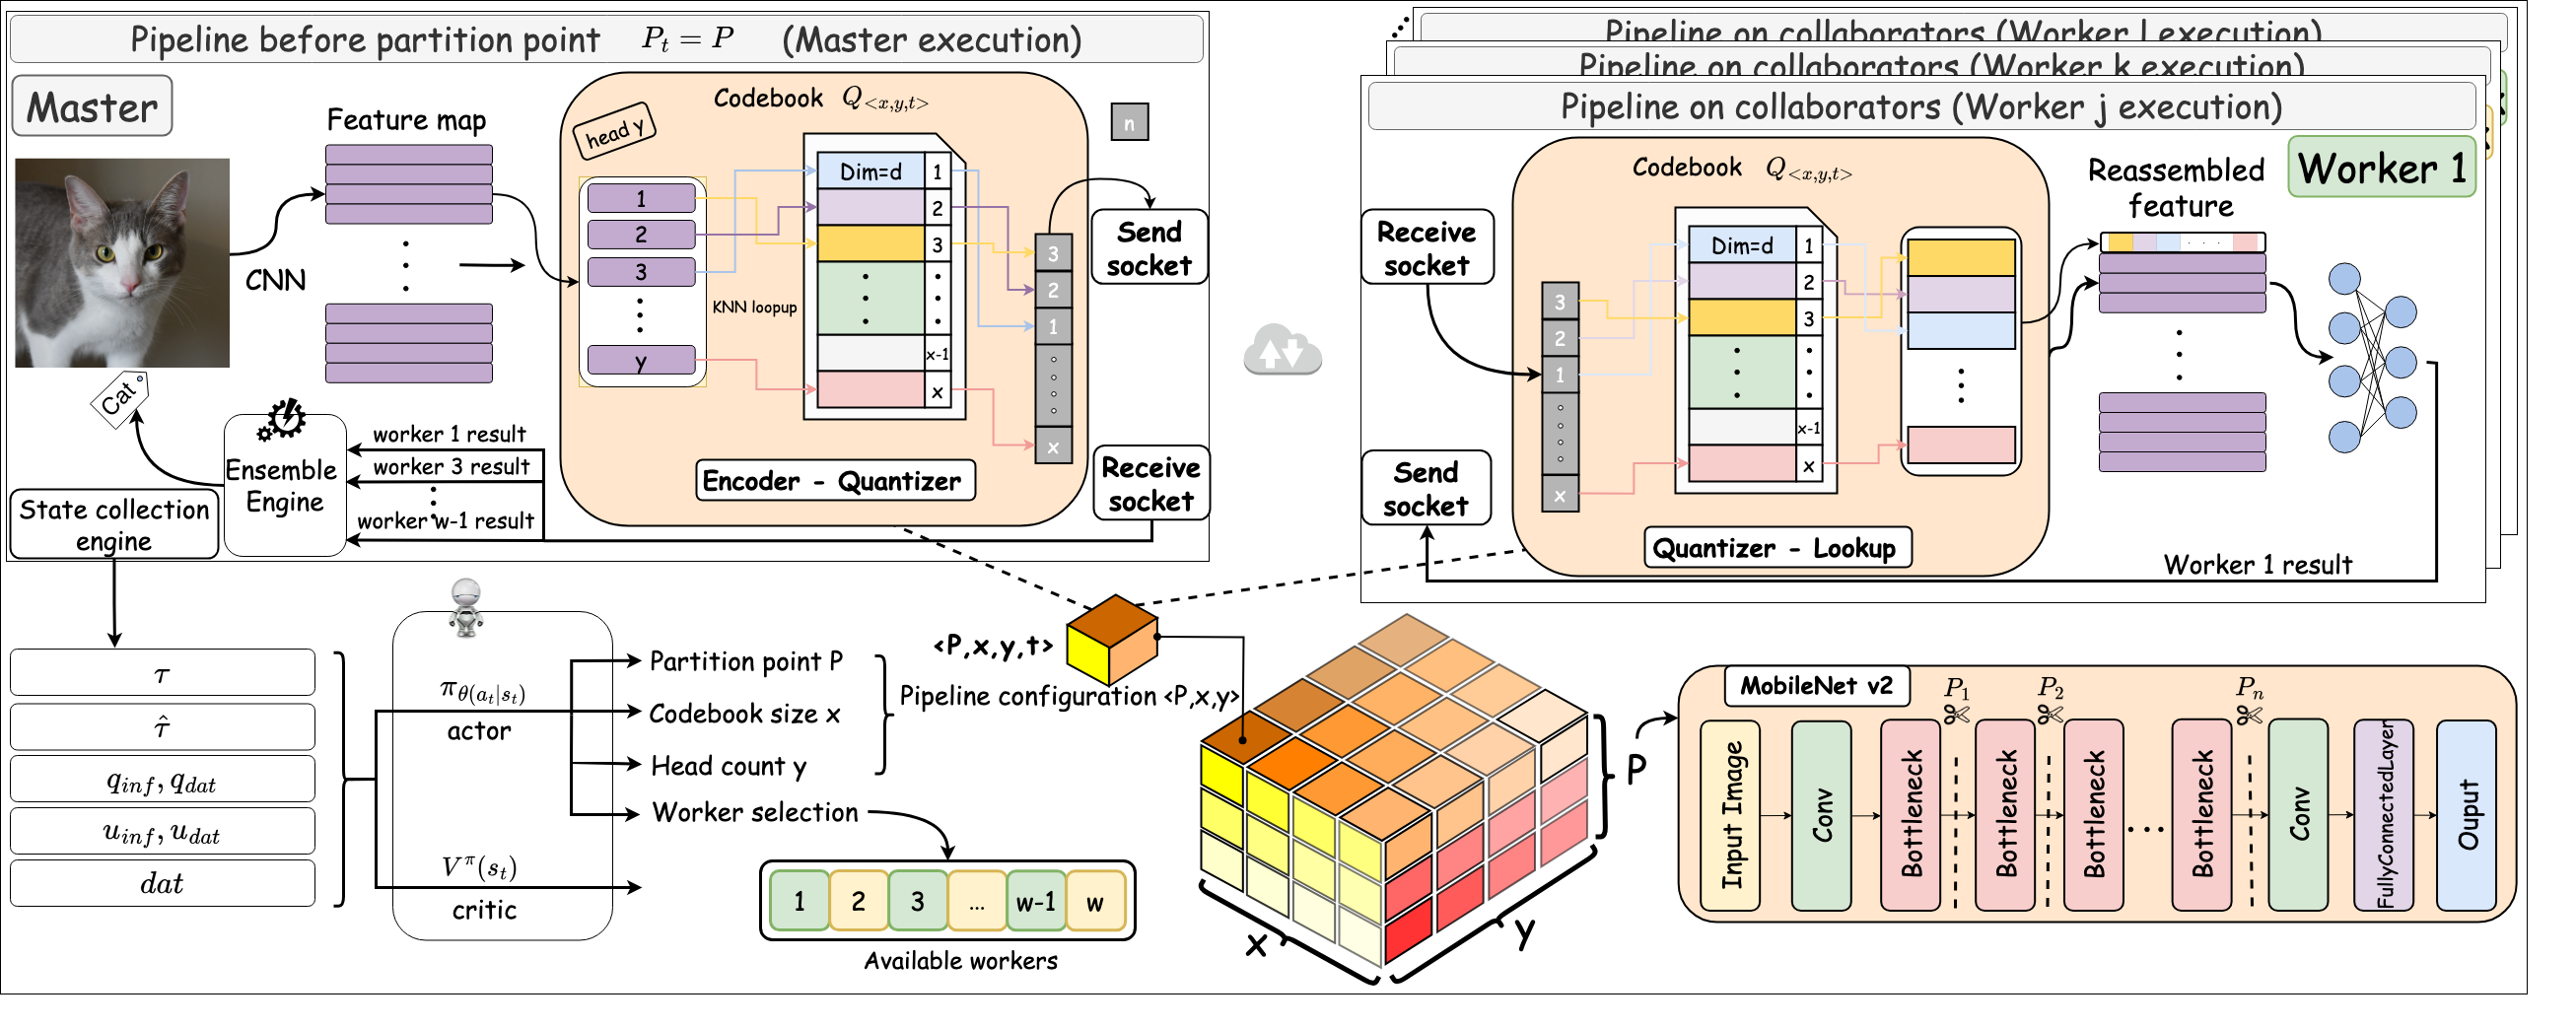 Pipeline before partition point P_t = P (Master execution)
Master
Feature map
CNN
Cat
Codebook Q_{<x,y,t>}
head y
1
2
3
y
KNN loopup
Dim=d
1
2
3
x-1
x
3
2
1
x
n
Encoder - Quantizer
Send
socket
Receive
socket
worker 1 result
worker 3 result
worker w-1 result
Ensemble
Engine
State collection
engine
Pipeline on collaborators (Worker l execution)
Pipeline on collaborators (Worker k execution)
Pipeline on collaborators (Worker j execution)
Worker 1
Receive
socket
Send
socket
Codebook Q_{<x,y,t>}
3
2
1
x
Dim=d
1
2
3
x-1
x
Quantizer - Lookup
Reassembled
feature
Worker 1 result
τ
τ̂
q_{inf}, q_{dat}
u_{inf}, u_{dat}
dat
π_{θ(a_t|s_t)}
actor
V^π(s_t)
critic
Partition point P
Codebook size x
Head count y
Worker selection
<P,x,y,t>
Pipeline configuration <P,x,y>
1 2 3 ... w-1 w
Available workers
x
y
P
MobileNet v2
P_1
P_2
P_n
Input Image
Conv
Bottleneck
Bottleneck
Bottleneck
...
Bottleneck
Conv
FullyConnectedLayer
Ouput